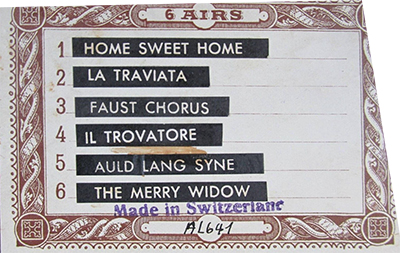 6 AIRS
1 HOME SWEET HOME
2 LA TRAVIATA
3 FAUST CHORUS
4 IL TROVATORE
5 AULD LANG SYNE
6 THE MERRY WIDOW
Made in Switzerland
AL641